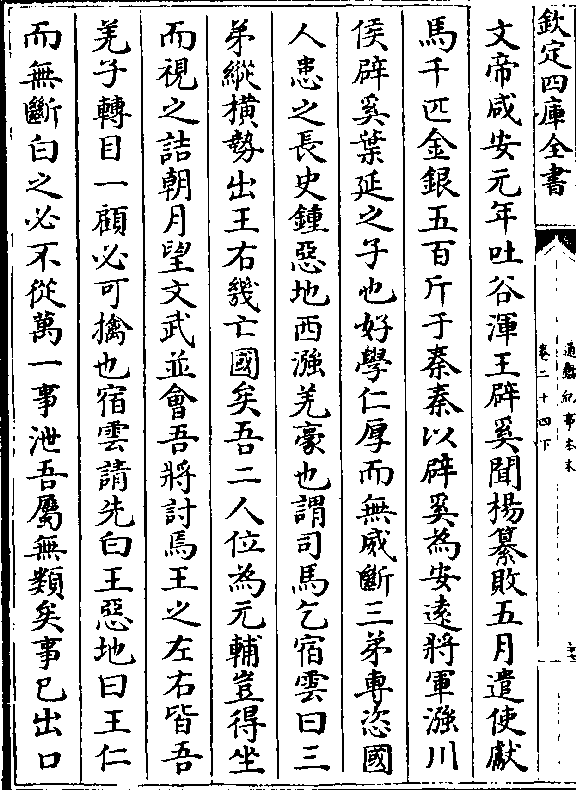 欽定四庫全書
通鑑紀事本末
卷二十四下
文帝咸安元年吐谷渾王辟奚聞楊纂敗五月遣使獻
馬千匹金銀五百斤于秦秦以辟奚為安遠將軍漒川
侯辟奚葉延之子也好學仁厚而無威斷三弟專恣國
人患之長史鍾惡地西漒羌豪也謂司馬乞宿雲曰三
弟縱横勢出王右幾亡國矣吾二人位為元輔豈得坐
而視之詰朝月望文武並會吾將討焉王之左右皆吾
羌子轉目一顧必可擒也宿雲請先白王惡地曰王仁
而無斷白之必不從萬一事泄吾屬無類矣事已出口